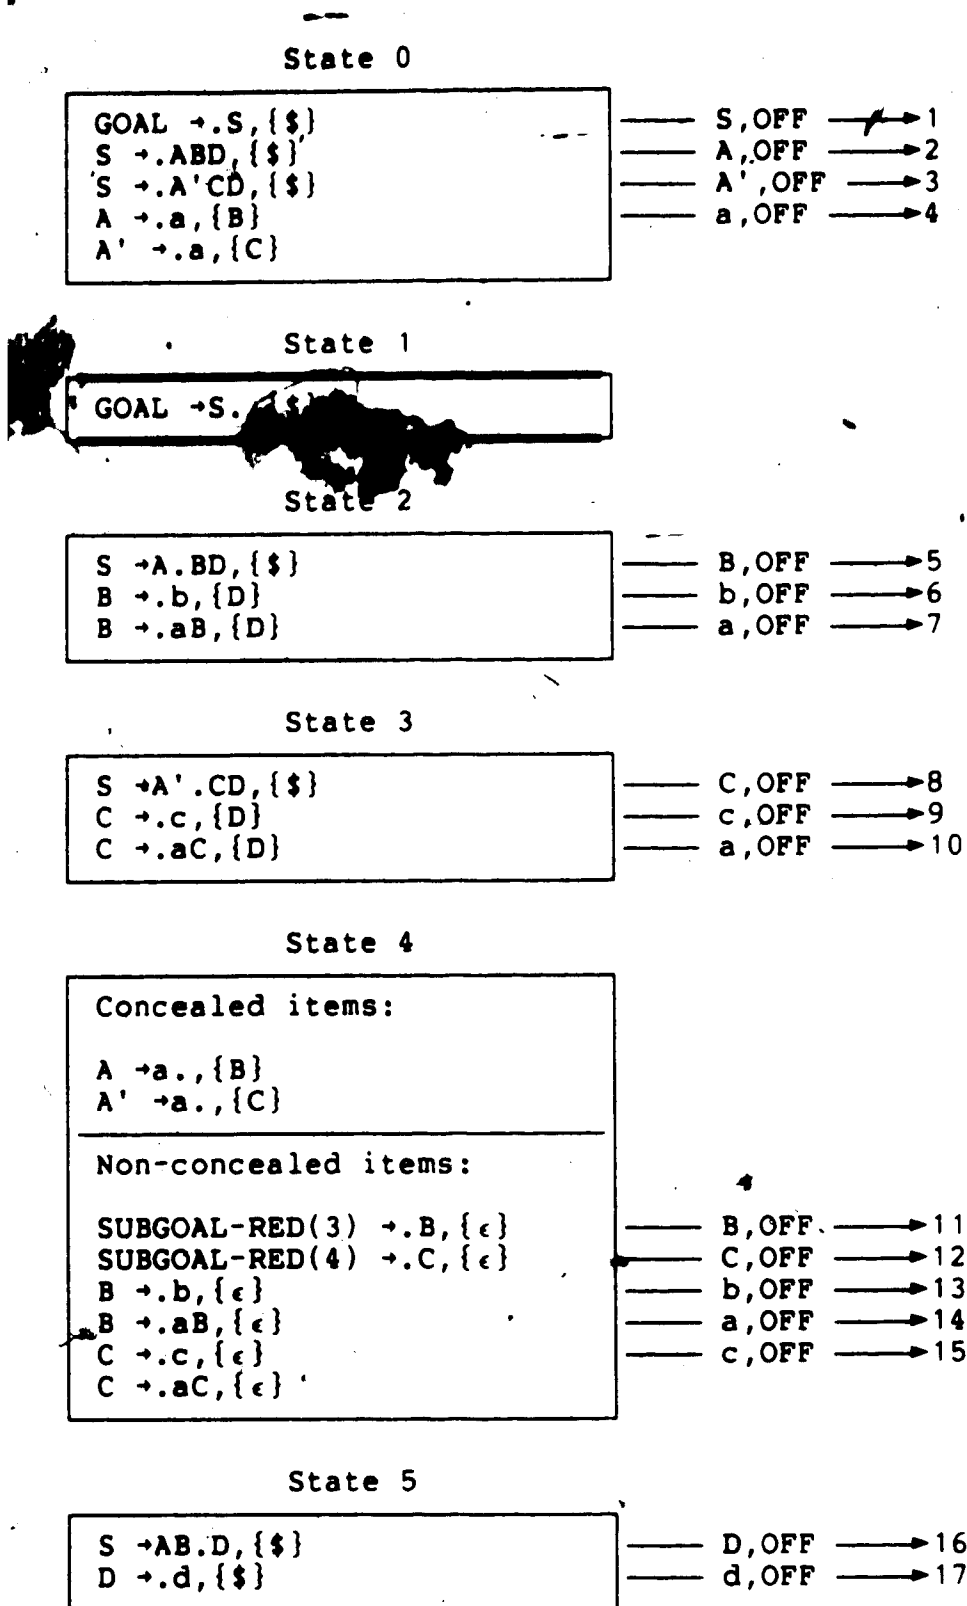 State 0
GOAL →.S,{$} S,OFF → 1
S →.ABD,{$} A,OFF → 2
S →.A'CD,{$} A',OFF → 3
A →.a,{B} a,OFF → 4
A' →.a,{C}
State 1
GOAL →S. {$}
State 2
S →A.BD,{$} B,OFF → 5
B →.b,{D} b,OFF → 6
B →.aB,{D} a,OFF → 7
State 3
S →A'.CD,{$} C,OFF → 8
C →.c,{D} c,OFF → 9
C →.aC,{D} a,OFF → 10
State 4
Concealed items:
A →a.,{B}
A' →a.,{C}
Non-concealed items:
SUBGOAL-RED(3) →.B,{ε} B,OFF → 11
SUBGOAL-RED(4) →.C,{ε} C,OFF → 12
B →.b,{ε} b,OFF → 13
B →.aB,{ε} a,OFF → 14
C →.c,{ε} c,OFF → 15
C →.aC,{ε}
State 5
S →AB.D,{$} D,OFF → 16
D →.d,{$} d,OFF → 17